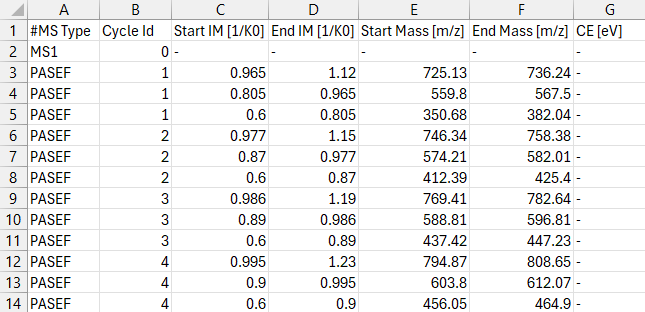 A B C D E F G
1 #MS Type Cycle Id Start IM [1/K0] End IM [1/K0] Start Mass [m/z] End Mass [m/z] CE [eV]
2 MS1 0 - - - - -
3 PASEF 1 0.965 1.12 725.13 736.24 -
4 PASEF 1 0.805 0.965 559.8 567.5 -
5 PASEF 1 0.6 0.805 350.68 382.04 -
6 PASEF 2 0.977 1.15 746.34 758.38 -
7 PASEF 2 0.87 0.977 574.21 582.01 -
8 PASEF 2 0.6 0.87 412.39 425.4 -
9 PASEF 3 0.986 1.19 769.41 782.64 -
10 PASEF 3 0.89 0.986 588.81 596.81 -
11 PASEF 3 0.6 0.89 437.42 447.23 -
12 PASEF 4 0.995 1.23 794.87 808.65 -
13 PASEF 4 0.9 0.995 603.8 612.07 -
14 PASEF 4 0.6 0.9 456.05 464.9 -